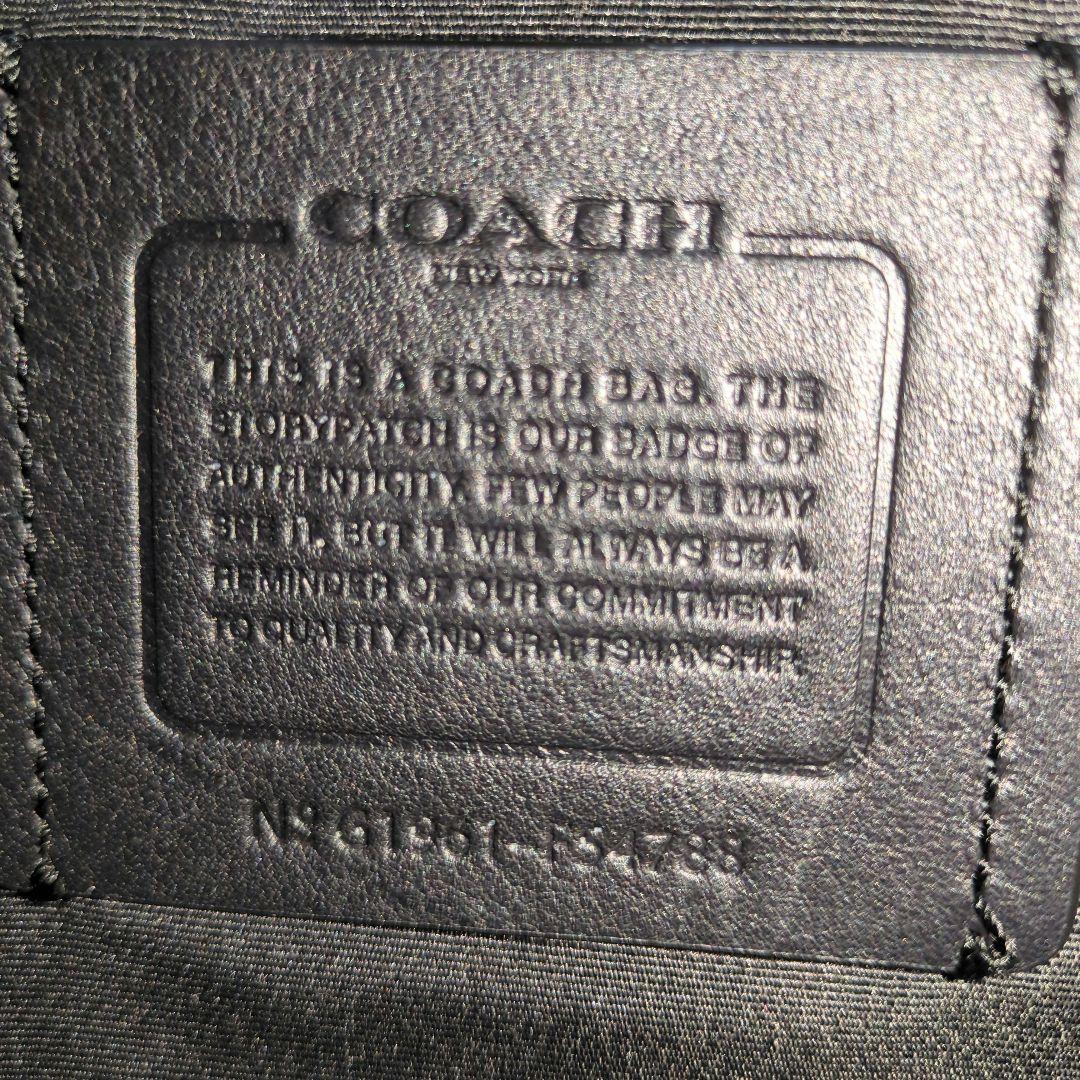 COACH
NEW YORK
THIS IS A COACH BAG. THE
STORYPATCH IS OUR BADGE OF
AUTHENTICITY. FEW PEOPLE MAY
SEE IT, BUT IT WILL ALWAYS BE A
REMINDER OF OUR COMMITMENT
TO QUALITY AND CRAFTSMANSHIP.
Nº